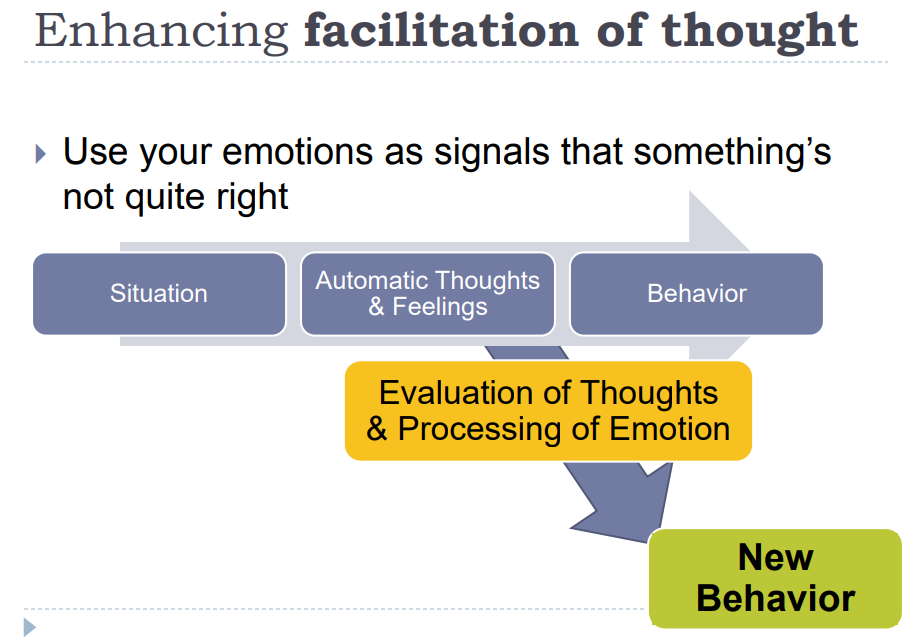 Enhancing facilitation of thought
Use your emotions as signals that something's
not quite right
Situation
Automatic Thoughts
& Feelings
Behavior
Evaluation of Thoughts
& Processing of Emotion
New
Behavior